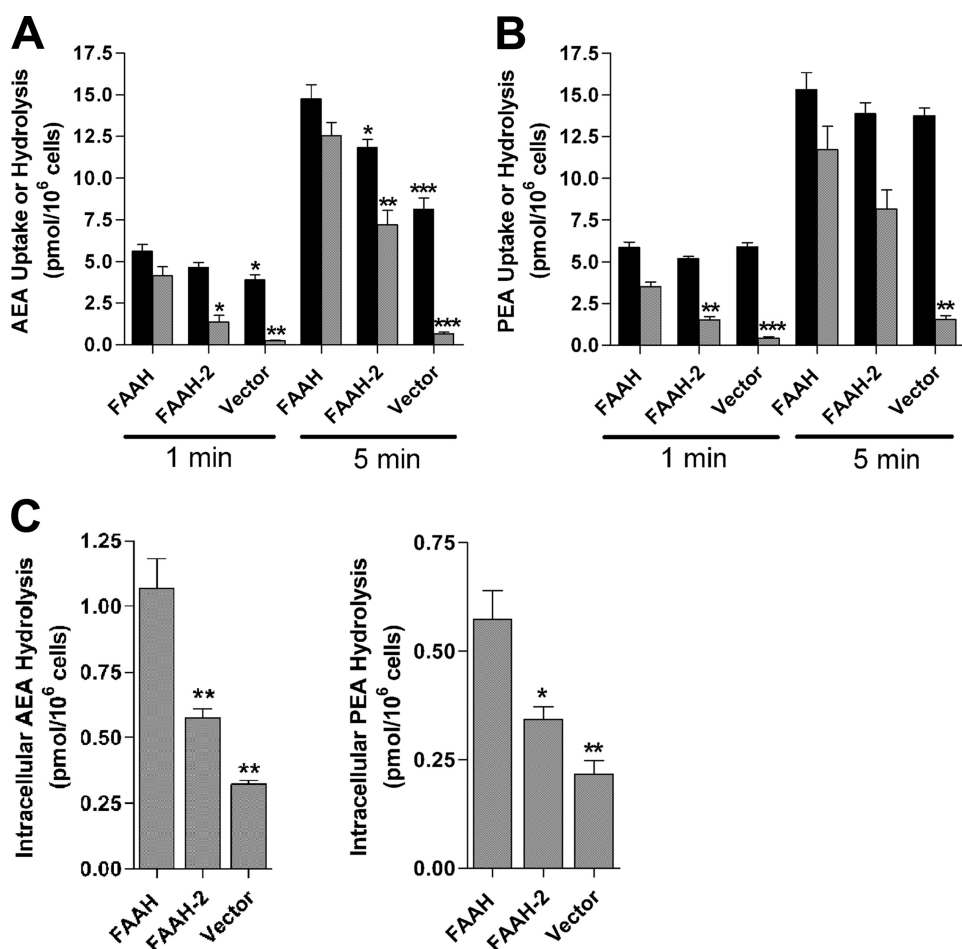 A
AEA Uptake or Hydrolysis
(pmol/10⁶ cells)
17.5
15.0
12.5
10.0
7.5
5.0
2.5
0.0
*
*
**
*
**
***
***
FAAH
FAAH-2
Vector
FAAH
FAAH-2
Vector
1 min
5 min
B
PEA Uptake or Hydrolysis
(pmol/10⁶ cells)
17.5
15.0
12.5
10.0
7.5
5.0
2.5
0.0
**
***
**
FAAH
FAAH-2
Vector
FAAH
FAAH-2
Vector
1 min
5 min
C
Intracellular AEA Hydrolysis
(pmol/10⁶ cells)
1.25
1.00
0.75
0.50
0.25
0.00
**
**
FAAH
FAAH-2
Vector
Intracellular PEA Hydrolysis
(pmol/10⁶ cells)
0.75
0.50
0.25
0.00
*
**
FAAH
FAAH-2
Vector